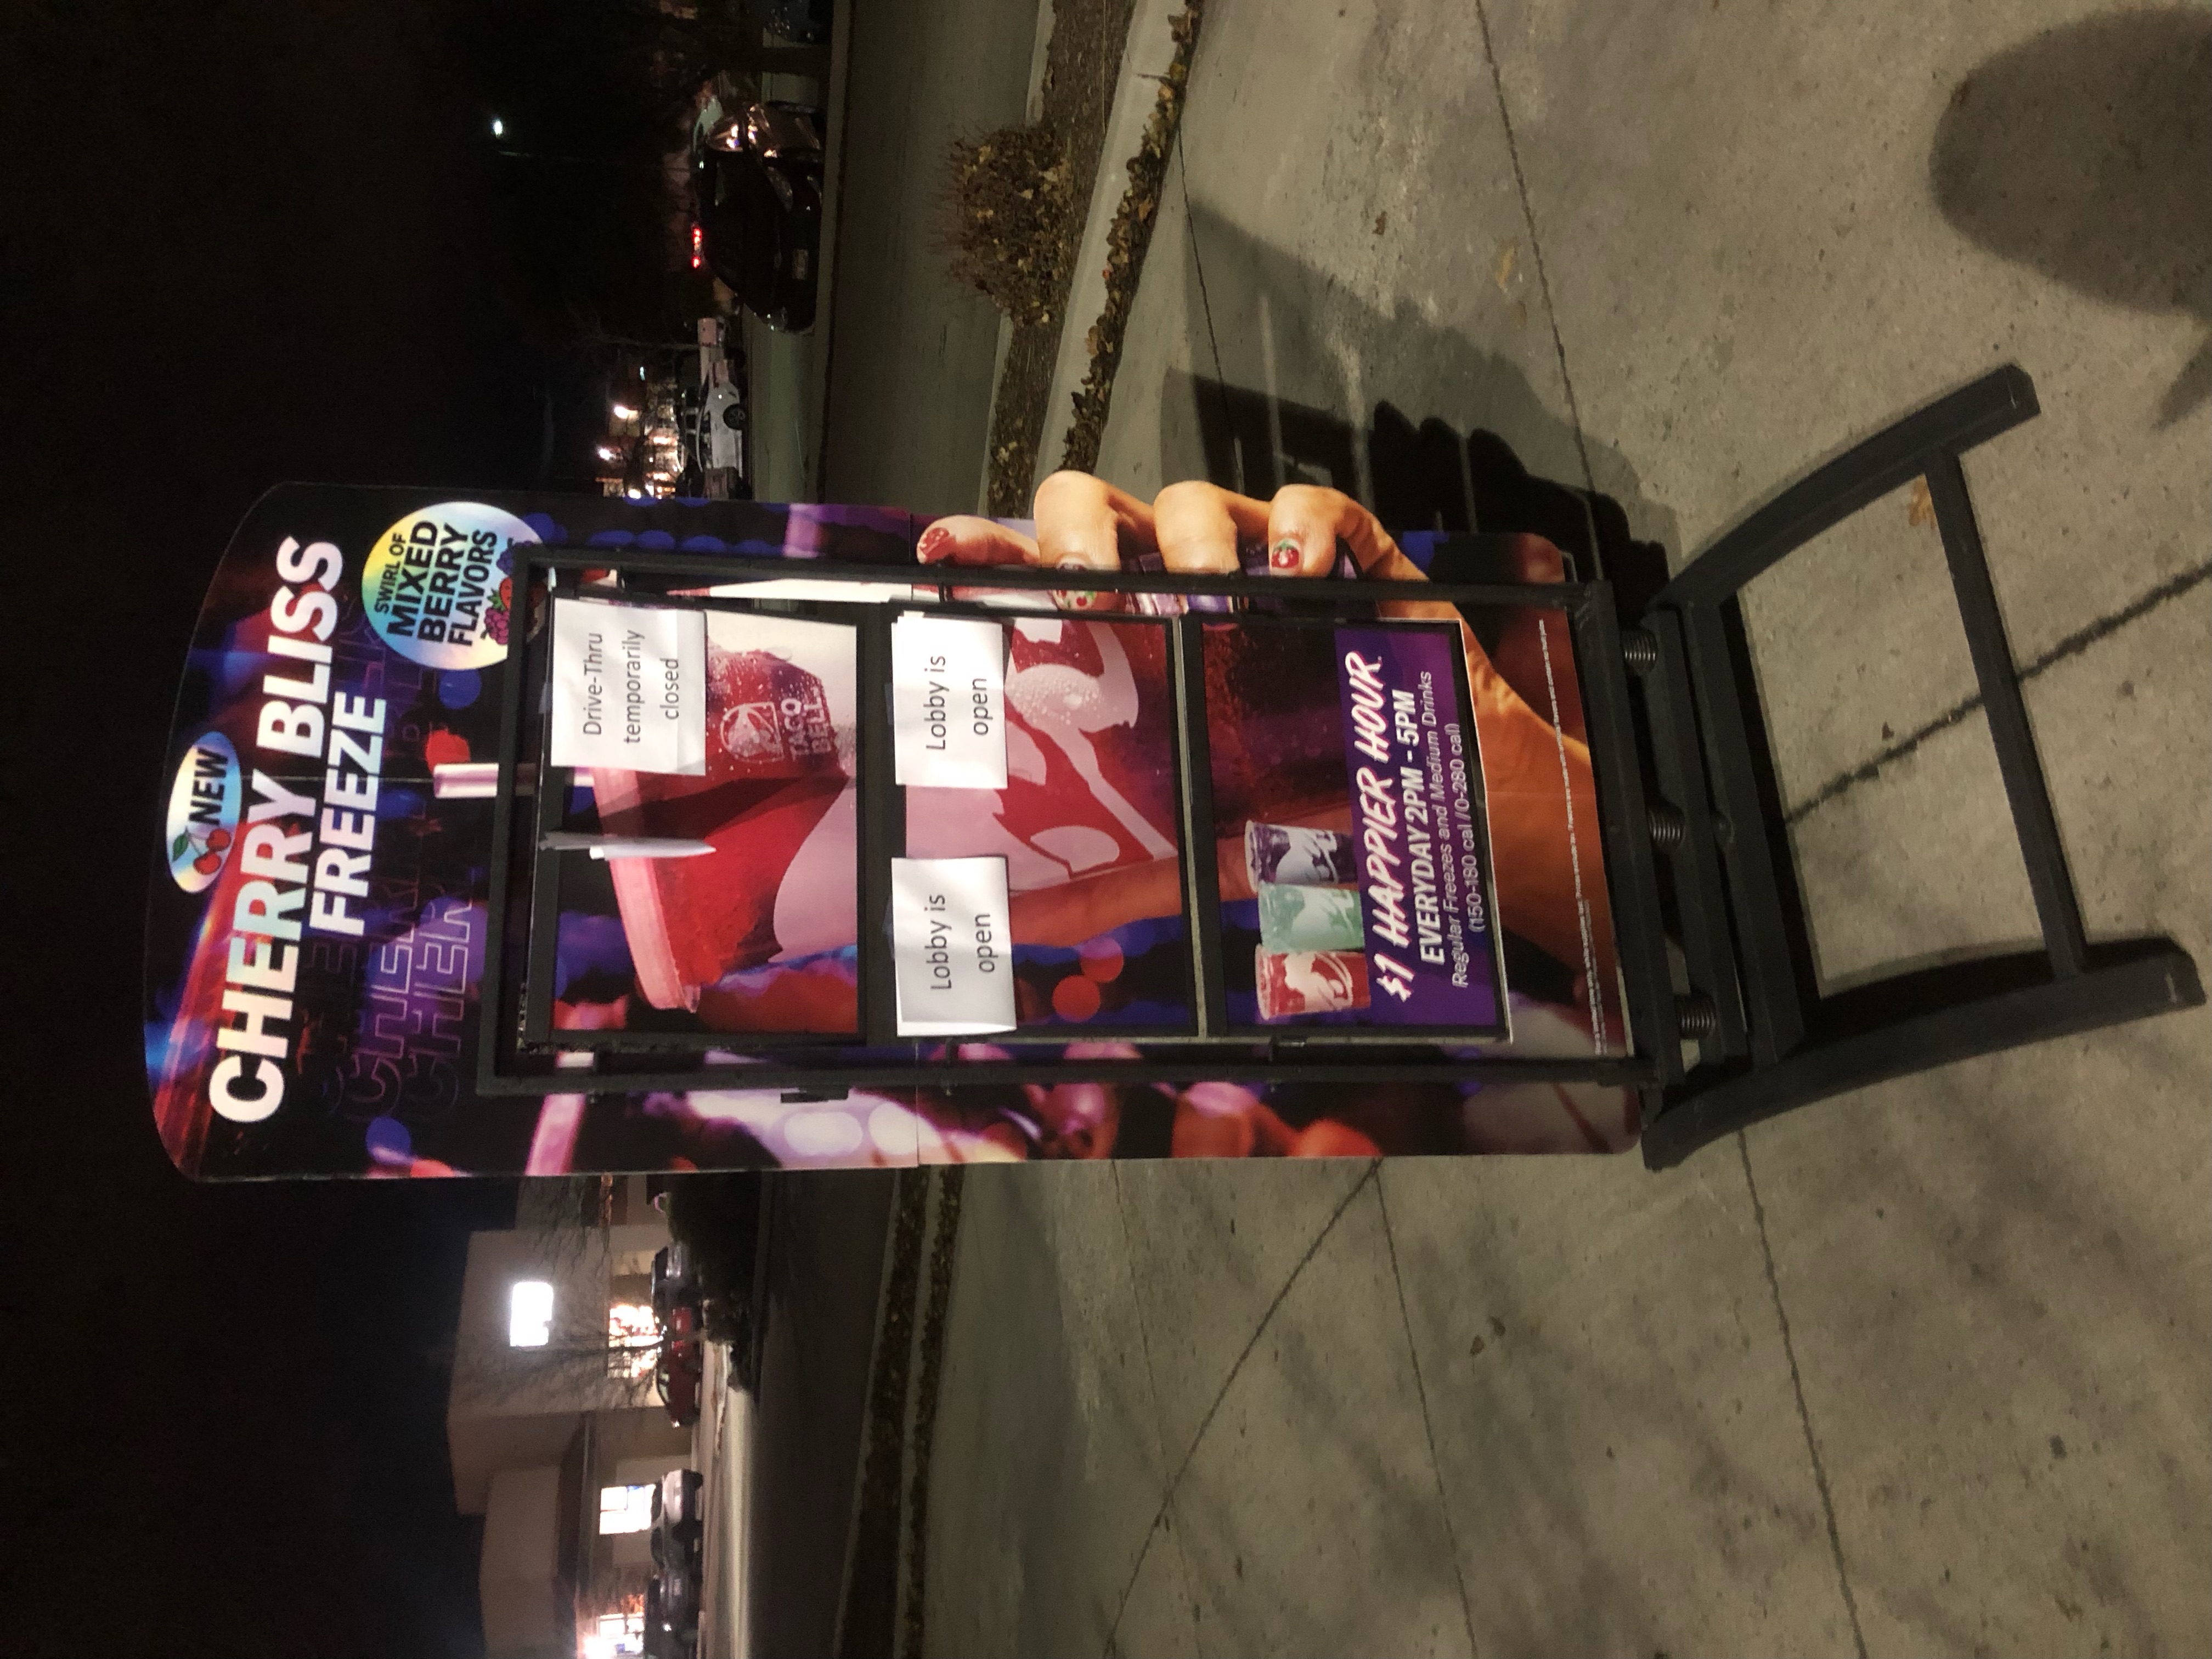 NEW
CHERRY BLISS
FREEZE
SWIRL OF
MIXED
BERRY
FLAVORS
Drive-Thru
temporarily
closed
TACO
BELL
Lobby is
open
Lobby is
open
$1 HAPPIER HOUR
EVERYDAY 2PM - 5PM
Regular Freezes and Medium Drinks
(150-180 cal /0-280 cal)